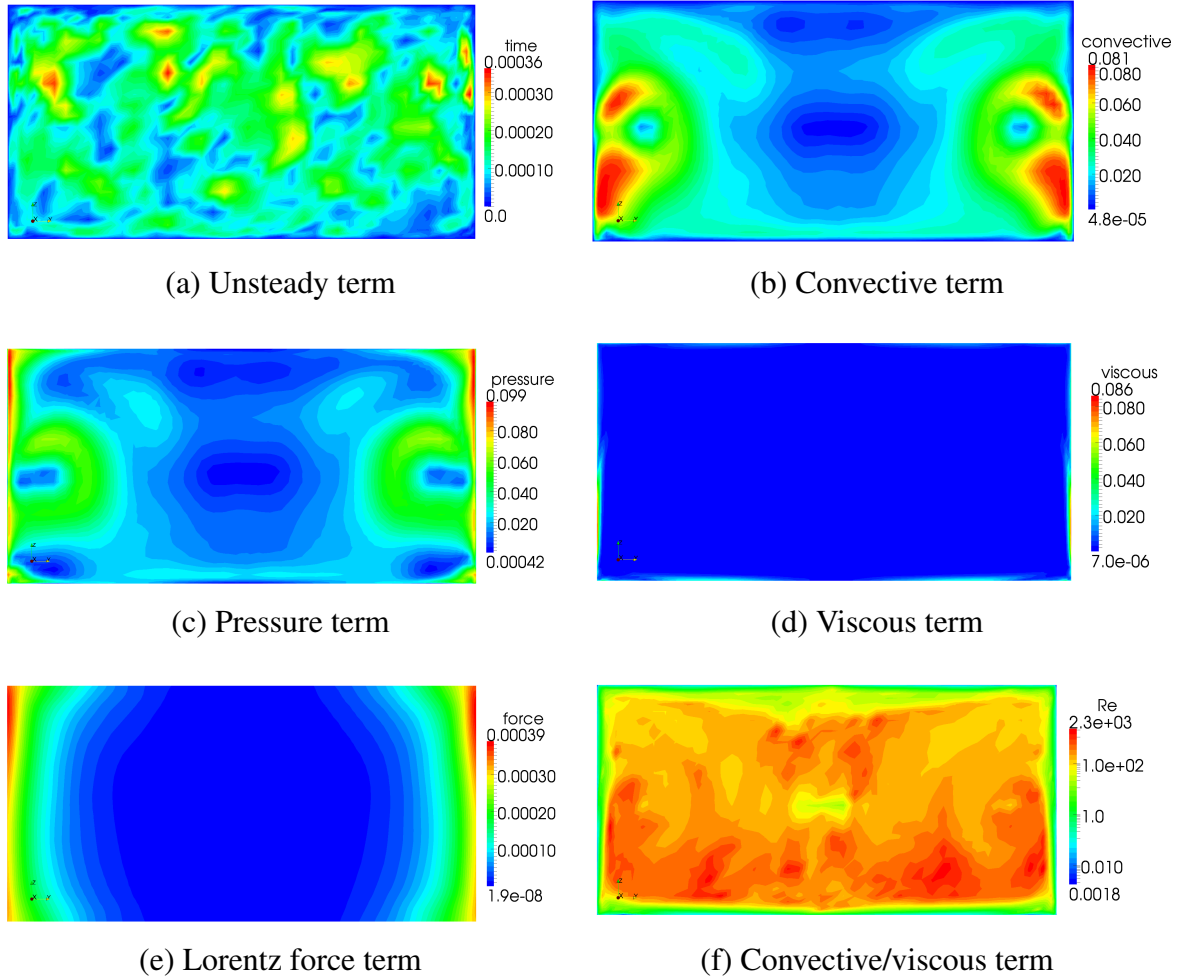 time
0.00036
0.00030
0.00020
0.00010
0.0
Z
X Y
(a) Unsteady term
convective
0.081
0.080
0.060
0.040
0.020
4.8e-05
Z
X Y
(b) Convective term
pressure
0.099
0.080
0.060
0.040
0.020
0.00042
Z
X
(c) Pressure term
viscous
0.086
0.080
0.060
0.040
0.020
7.0e-06
(d) Viscous term
force
0.00039
0.00030
0.00020
0.00010
1.9e-08
Z
X Y
(e) Lorentz force term
Re
2.3e+03
1.0e+02
1.0
0.010
0.0018
Z
X Y
(f) Convective/viscous term